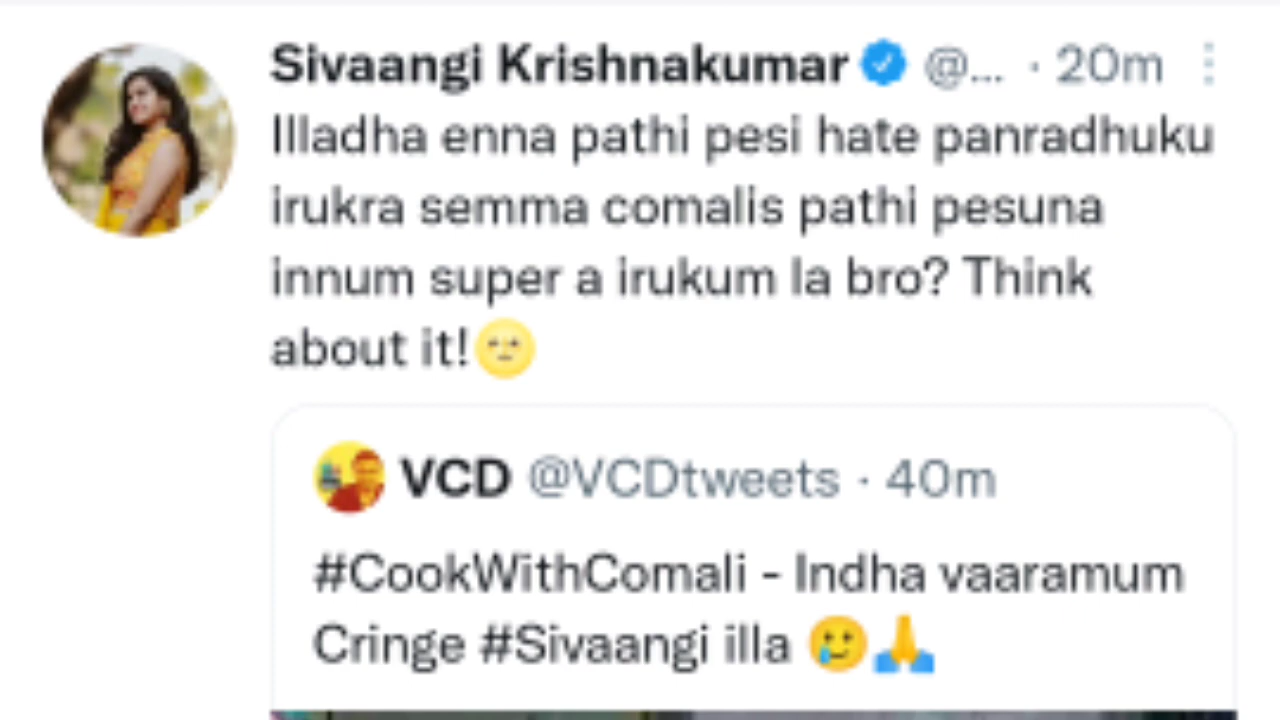 Sivaangi Krishnakumar @... · 20m
Illadha enna pathi pesi hate panradhuku
irukra semma comalis pathi pesuna
innum super a irukum la bro? Think
about it!🫤
VCD @VCDtweets · 40m
#CookWithComali - Indha vaaramum
Cringe #Sivaangi illa 🥲🙏